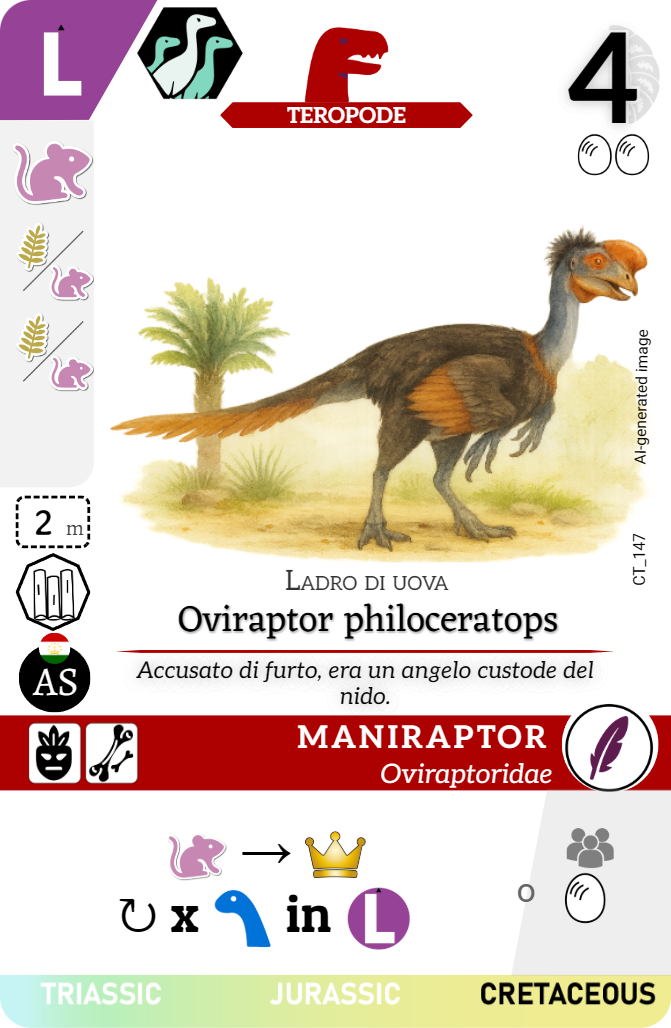 L
TEROPODE
4
AI-generated image
2 m
CT_147
LADRO DI UOVA
Oviraptor philoceratops
AS
Accusato di furto, era un angelo custode del
nido.
MANIRAPTOR
Oviraptoridae
→
↻ x in L
o
TRIASSIC JURASSIC CRETACEOUS